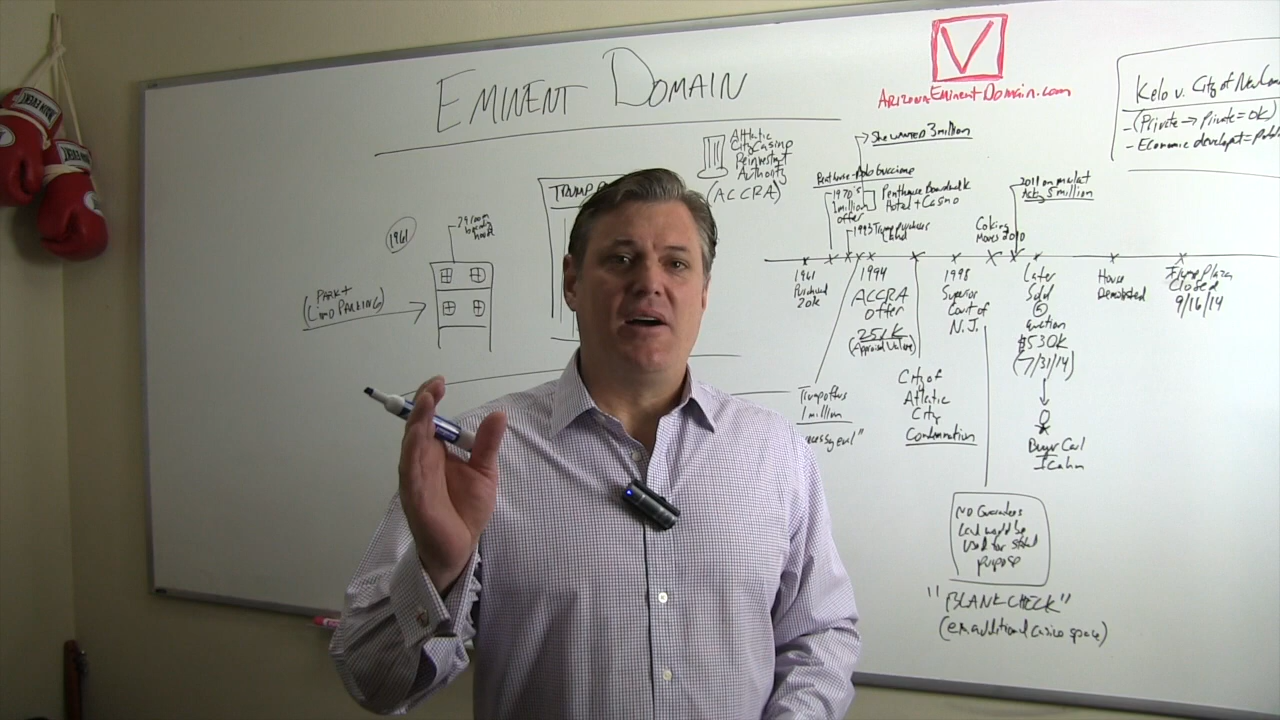 MAIN EVENT
EMINENT DOMAIN
V
ARIZONAEMINENTDOMAIN.COM
Kelo v. City of New
- (Private → Private = OK)
- Economic develop = 
Atlantic
City Casino
Reinvestment
Authority
(ACCRA)
TRUMP
1961
29 room
(PARK +
LIMO PARKING)
She wanted 3 million
Penthouse - Bob Guccione
1970's
1 million
offer
Penthouse Boardwalk
Hotel + Casino
1993 Trump purchases
Land
2011 on market
Asking 5 million
Coking
Moves 2010
1961
Purchased
20k
1994
ACCRA
offer
251K
(Appraised Value)
1998
Superior
Court of
N.J.
Later
Sold
@
Auction
$530K
(7/31/14)
Buyer Carl
Icahn
House
Demolished
Trump Plaza
Closed
9/16/14
Trump offers
1 million
City of
Atlantic
City
Condemnation
No Guarantees
Land would be
used for stated
purpose
"BLANK CHECK"
(ex. additional casino space)